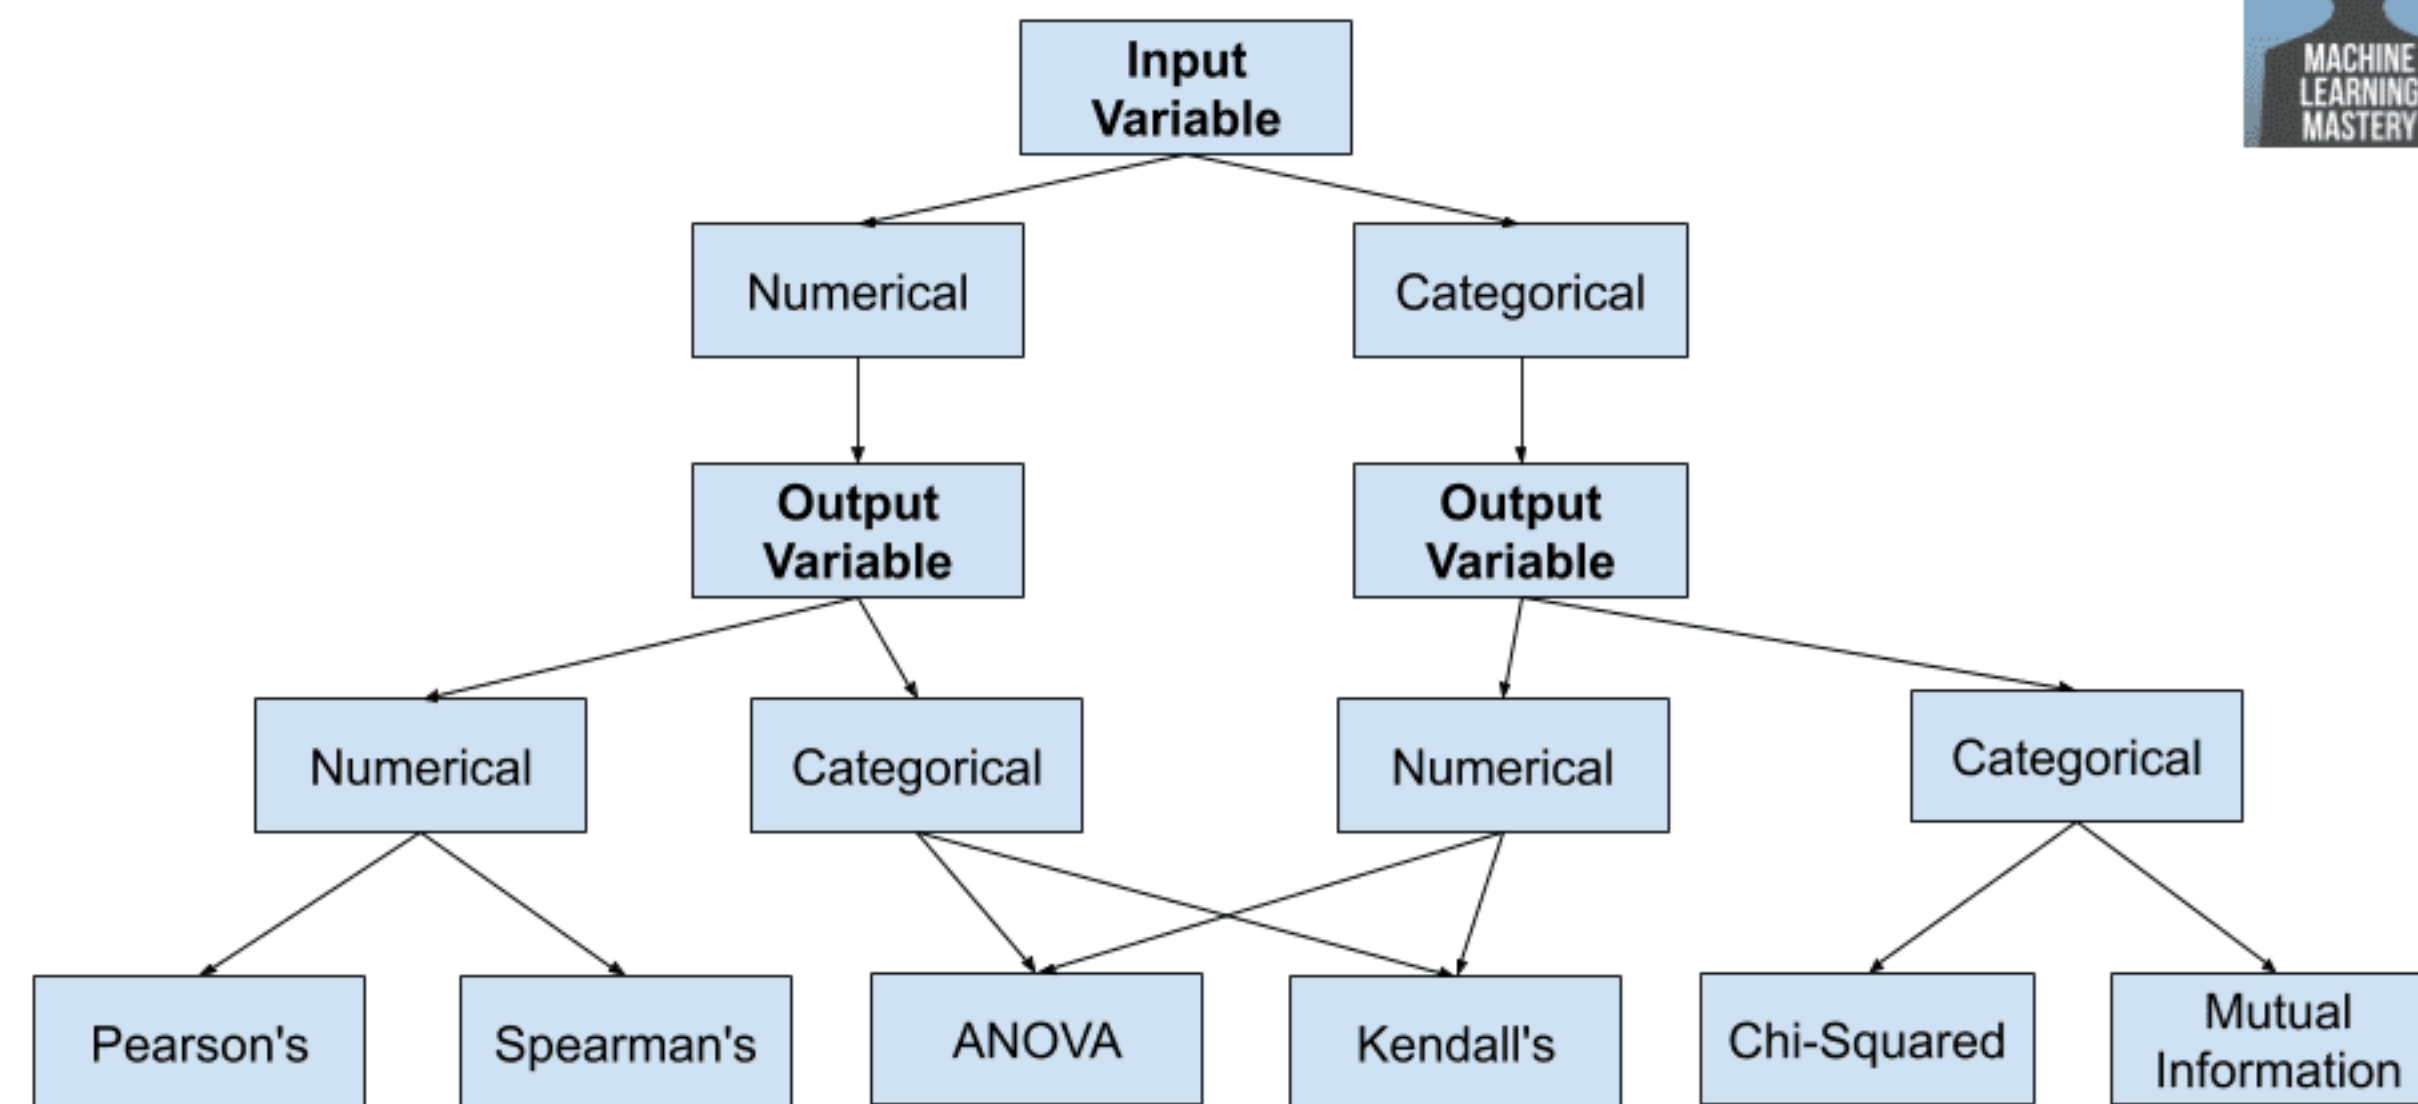 Input
Variable
MACHINE
LEARNING
MASTERY
Numerical
Categorical
Output
Variable
Output
Variable
Numerical
Categorical
Numerical
Categorical
Pearson's
Spearman's
ANOVA
Kendall's
Chi-Squared
Mutual
Information